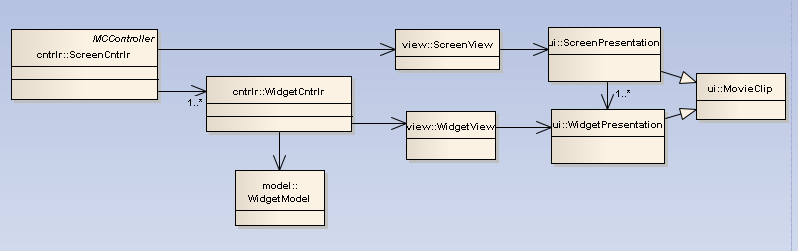 MCController
cntrlr::ScreenCntrlr
view::ScreenView
ui::ScreenPresentation
ui::MovieClip
1..*
cntrlr::WidgetCntrlr
1..*
view::WidgetView
ui::WidgetPresentation
model::
WidgetModel